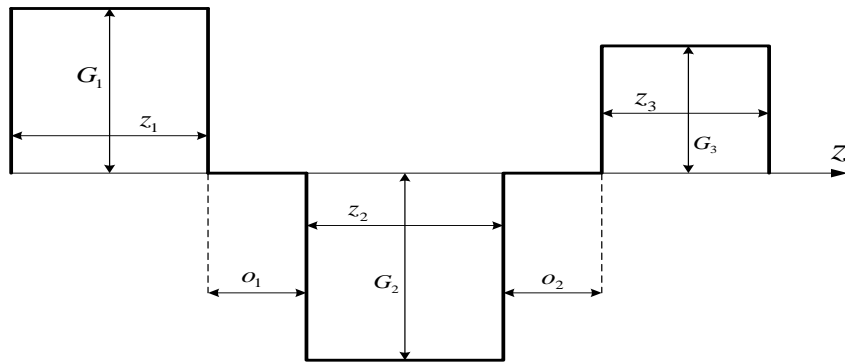 G₁
z₁
z₃
G₃
z
z₂
o₁
G₂
o₂